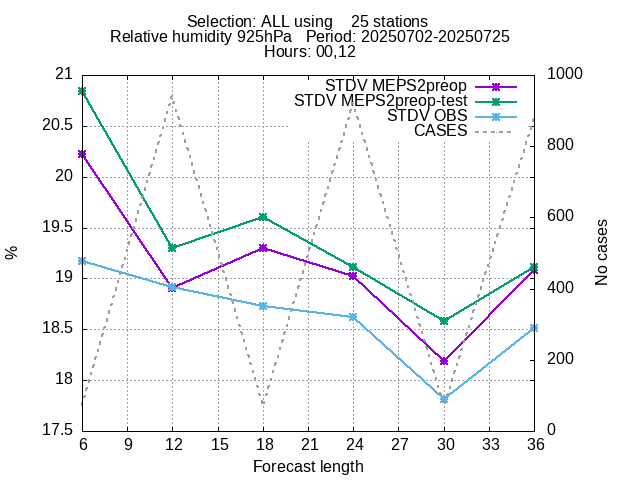 Selection: ALL using    25 stations
Relative humidity 925hPa   Period: 20250702-20250725
Hours: 00,12
STDV MEPS2preop
STDV MEPS2preop-test
STDV OBS
CASES
21
20.5
20
19.5
19
18.5
18
17.5
%
1000
800
600
400
200
0
No cases
6 9 12 15 18 21 24 27 30 33 36
Forecast length